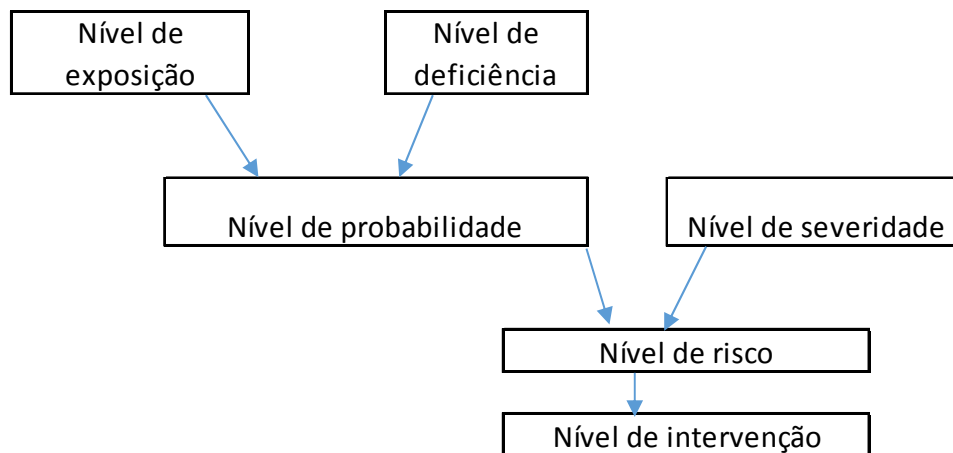 Nível de
exposição
Nível de
deficiência
Nível de probabilidade
Nível de severidade
Nível de risco
Nível de intervenção